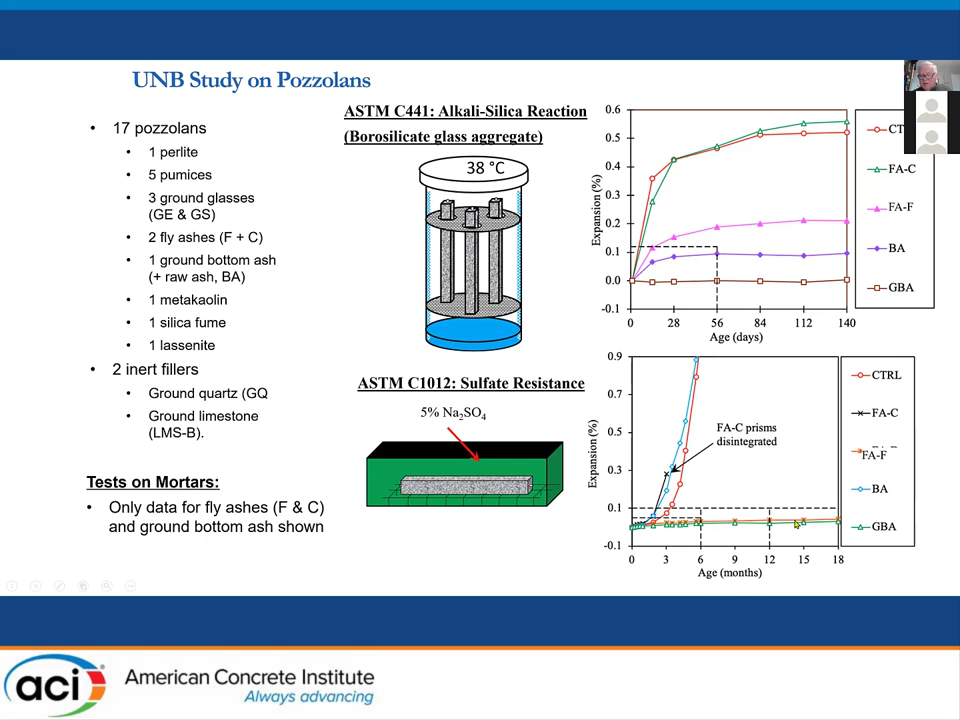 UNB Study on Pozzolans
• 17 pozzolans
• 1 perlite
• 5 pumices
• 3 ground glasses
(GE & GS)
• 2 fly ashes (F + C)
• 1 ground bottom ash
(+ raw ash, BA)
• 1 metakaolin
• 1 silica fume
• 1 lassenite
• 2 inert fillers
• Ground quartz (GQ
• Ground limestone
(LMS-B).
Tests on Mortars:
• Only data for fly ashes (F & C)
and ground bottom ash shown
ASTM C441: Alkali-Silica Reaction
(Borosilicate glass aggregate)
38 °C
ASTM C1012: Sulfate Resistance
5% Na₂SO₄
Expansion (%)
0.6
0.5
0.4
0.3
0.2
0.1
0.0
-0.1
0 28 56 84 112 140
Age (days)
CT
FA-C
FA-F
BA
GBA
Expansion (%)
0.9
0.7
0.5
0.3
0.1
-0.1
FA-C prisms
disintegrated
0 3 6 9 12 15 18
Age (months)
CTRL
FA-C
FA-F
BA
GBA
aci
American Concrete Institute
Always advancing